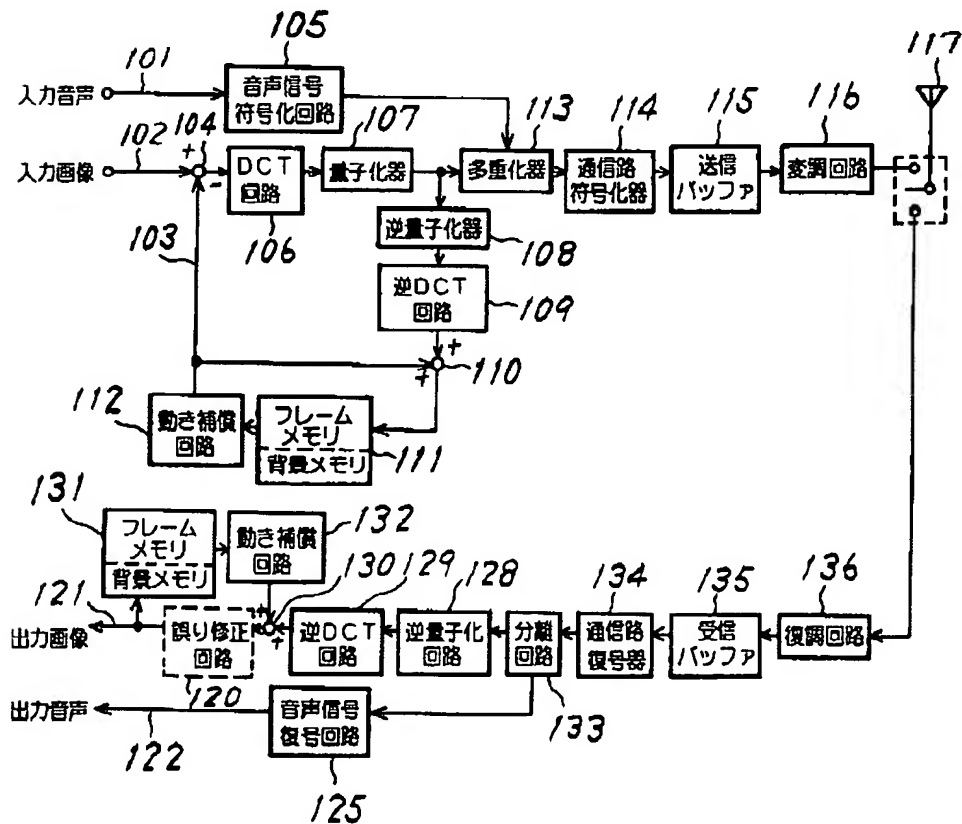 105
101
入力音声
音声信号
符号化回路
117
102
104
107
113
114
115
116
入力画像
+
-
DCT
回路
量子化器
多重化器
通信路
符号化器
送信
バッファ
変調回路
103
106
逆量子化器
108
逆DCT
回路
109
+
+
110
112
動き補償
回路
フレーム
メモリ
背景メモリ
111
131
132
フレーム
メモリ
背景メモリ
動き補償
回路
130
129
128
134
135
136
121
出力画像
誤り修正
回路
+
+
逆DCT
回路
逆量子化
回路
分離
回路
通信路
復号器
受信
バッファ
復調回路
120
133
出力音声
122
音声信号
復号回路
125